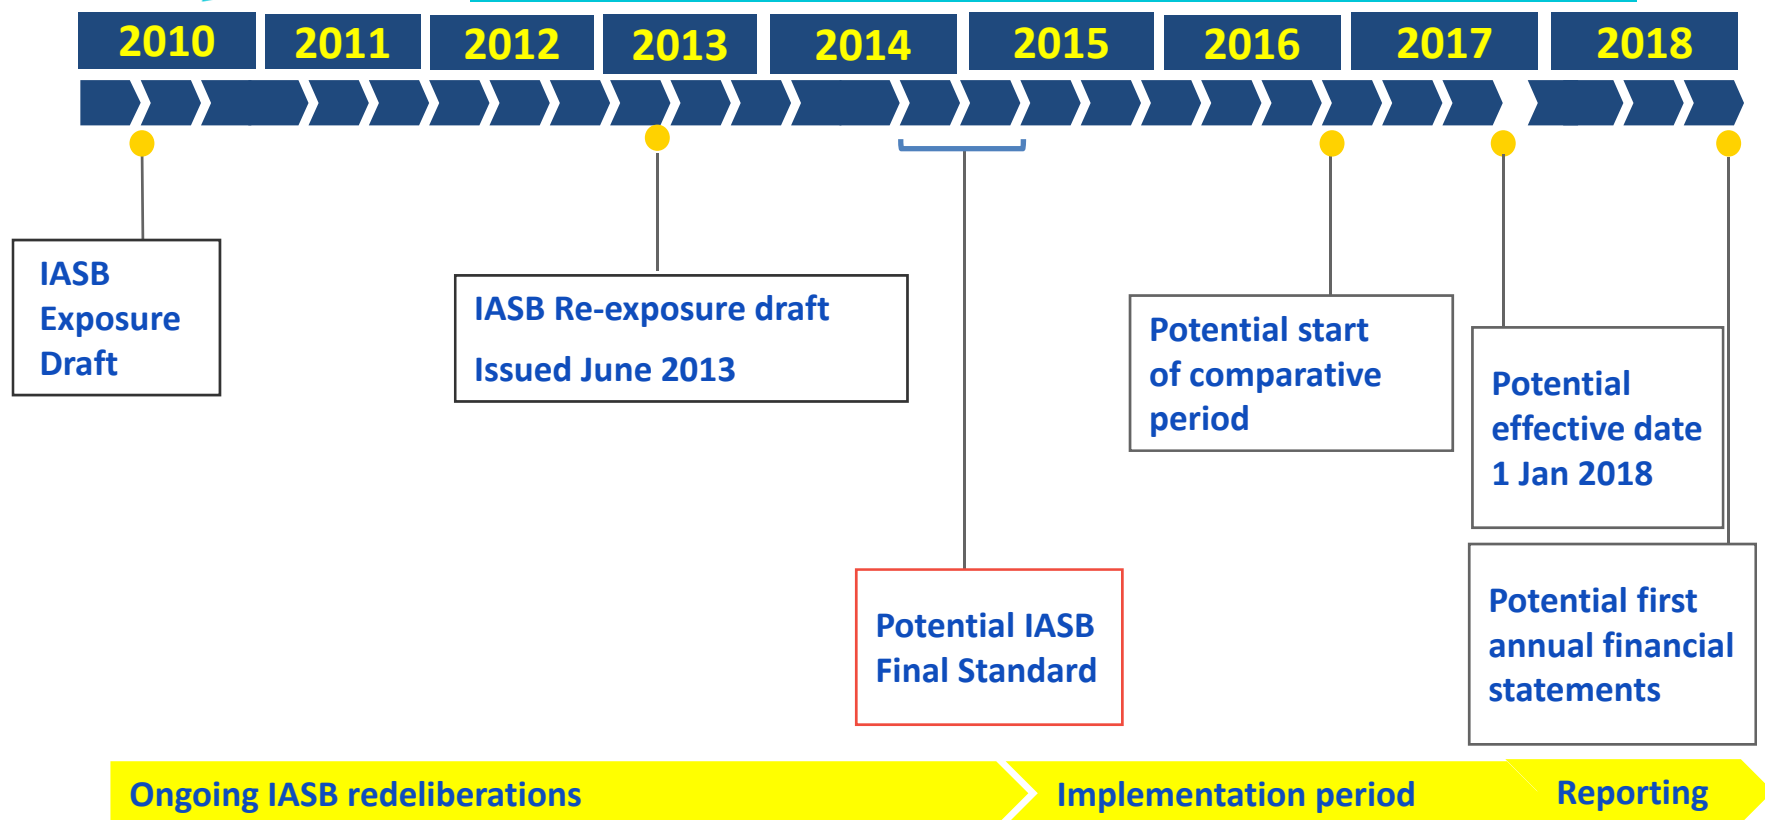 2010
2011
2012
2013
2014
2015
2016
2017
2018
IASB
Exposure
Draft
IASB Re-exposure draft
Issued June 2013
Potential start
of comparative
period
Potential
effective date
1 Jan 2018
Potential IASB
Final Standard
Potential first
annual financial
statements
Ongoing IASB redeliberations
Implementation period
Reporting